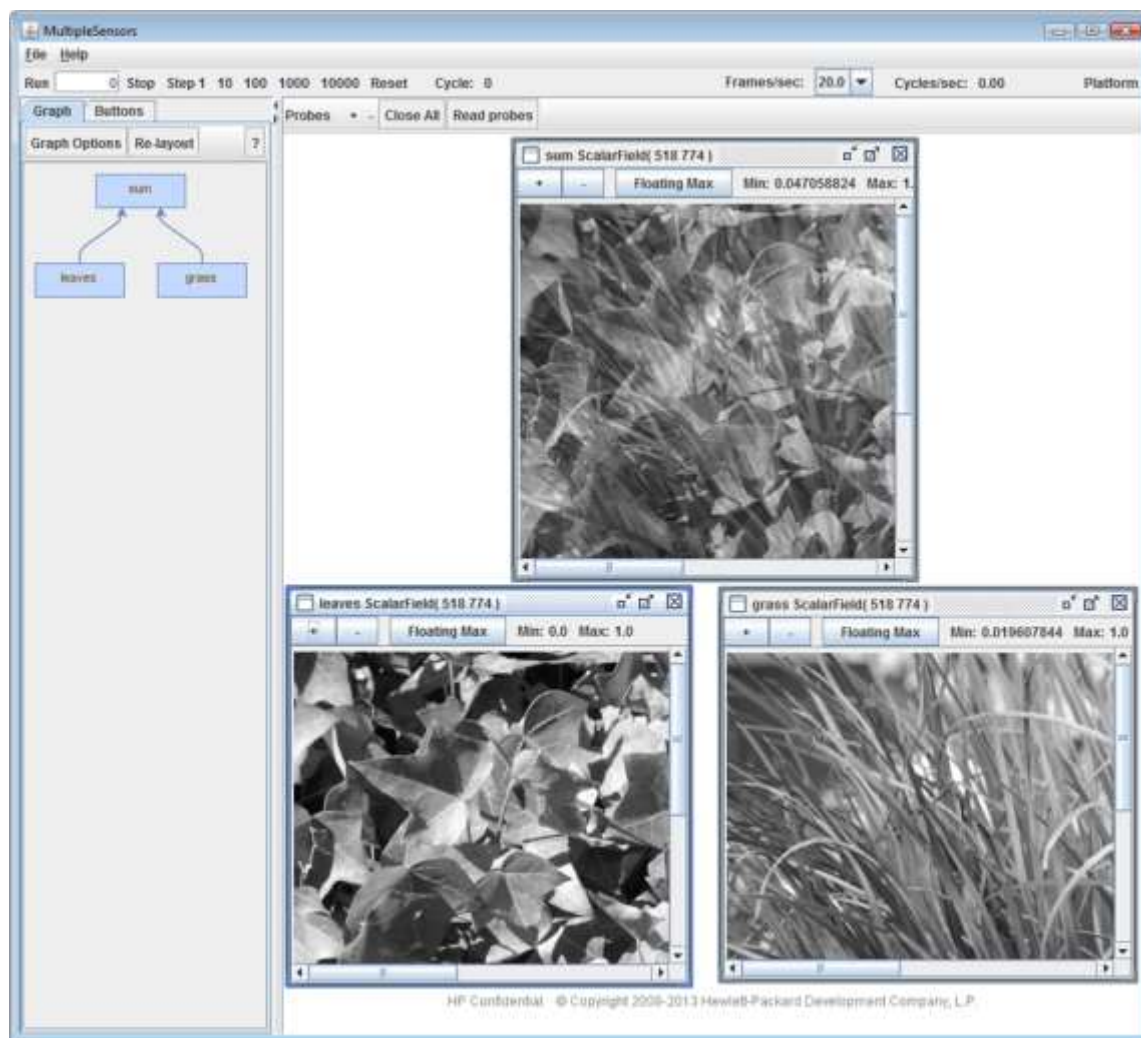 MultipleSensors
File Help
Run 0 Stop Step 1 10 100 1000 10000 Reset Cycle: 0 Frames/sec: 20.0 Cycles/sec: 0.00 Platform
Graph Buttons
Probes + - Close All Read probes
Graph Options Re-layout ?
sum
leaves grass
sum ScalarField( 518 774 )
+ - Floating Max Min: 0.047058824 Max: 1.
leaves ScalarField( 518 774 )
+ - Floating Max Min: 0.0 Max: 1.0
grass ScalarField( 518 774 )
+ - Floating Max Min: 0.019607844 Max: 1.0
HP Confidential © Copyright 2008-2013 Hewlett-Packard Development Company, L.P.